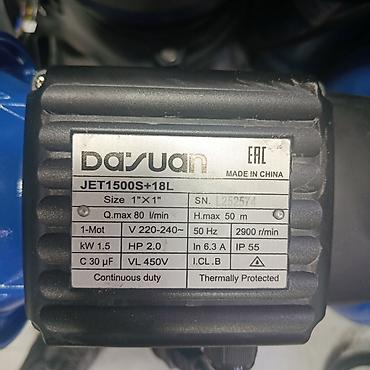 Dasuan
EAC
MADE IN CHINA
JET1500S+18L
Size 1"×1" SN. L252574
Q.max 80 l/min H.max 50 m
1-Mot V 220-240~ 50 Hz 2900 r/min
kW 1.5 HP 2.0 In 6.3 A IP 55
C 30 µF VL 450V I.CL.B
Continuous duty Thermally Protected